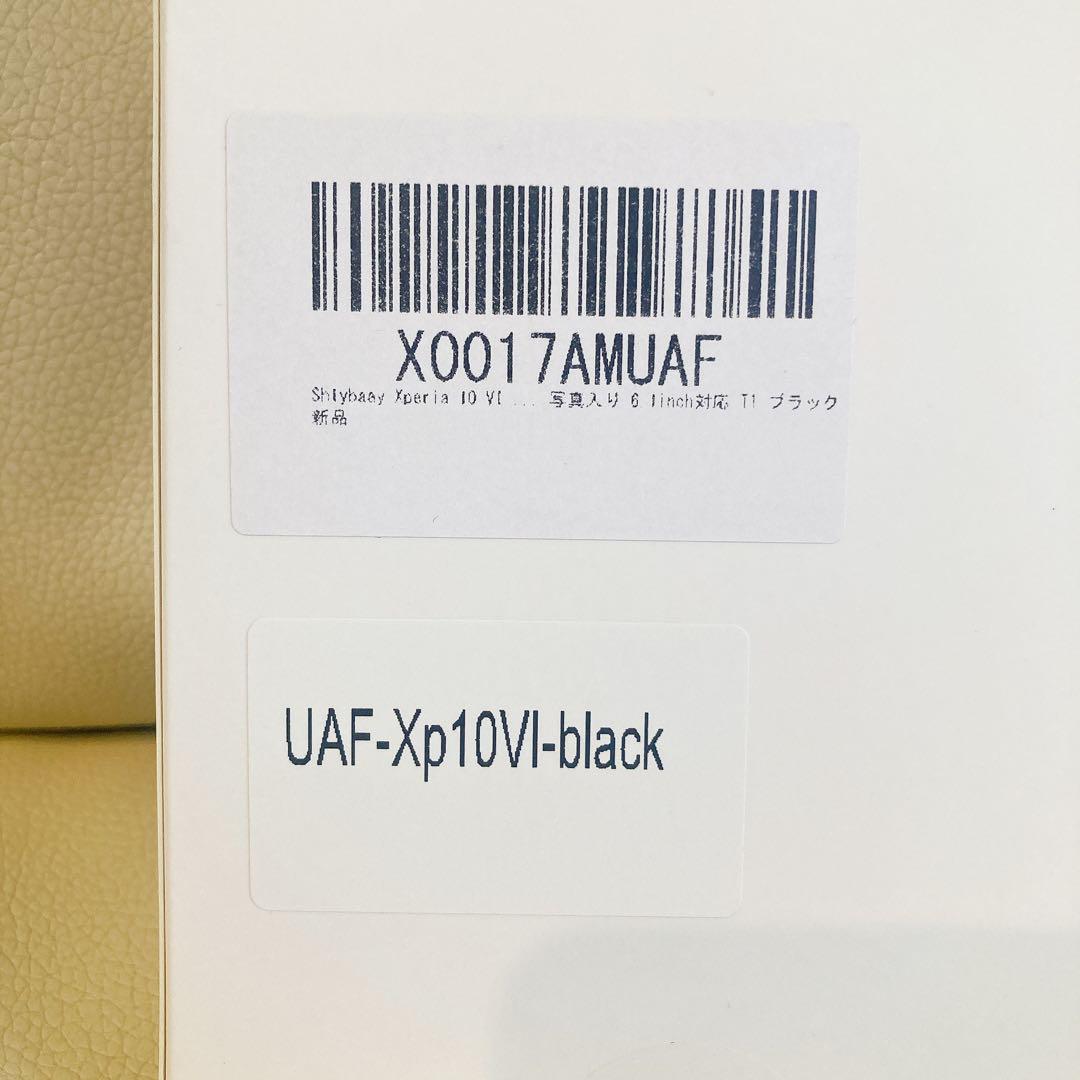 X0017AMUAF
Xperia 10 VI ... 写真入り 6.1inch対応 T1 ブラック
新品
UAF-Xp10VI-black